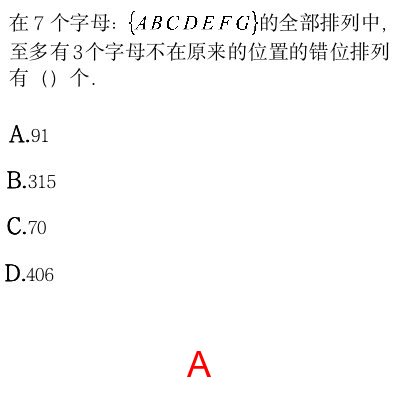 在 7 个字母: {A B C D E F G}的全部排列中,
至多有3个字母不在原来的位置的错位排列
有（）个.
A.91
B.315
C.70
D.406
A